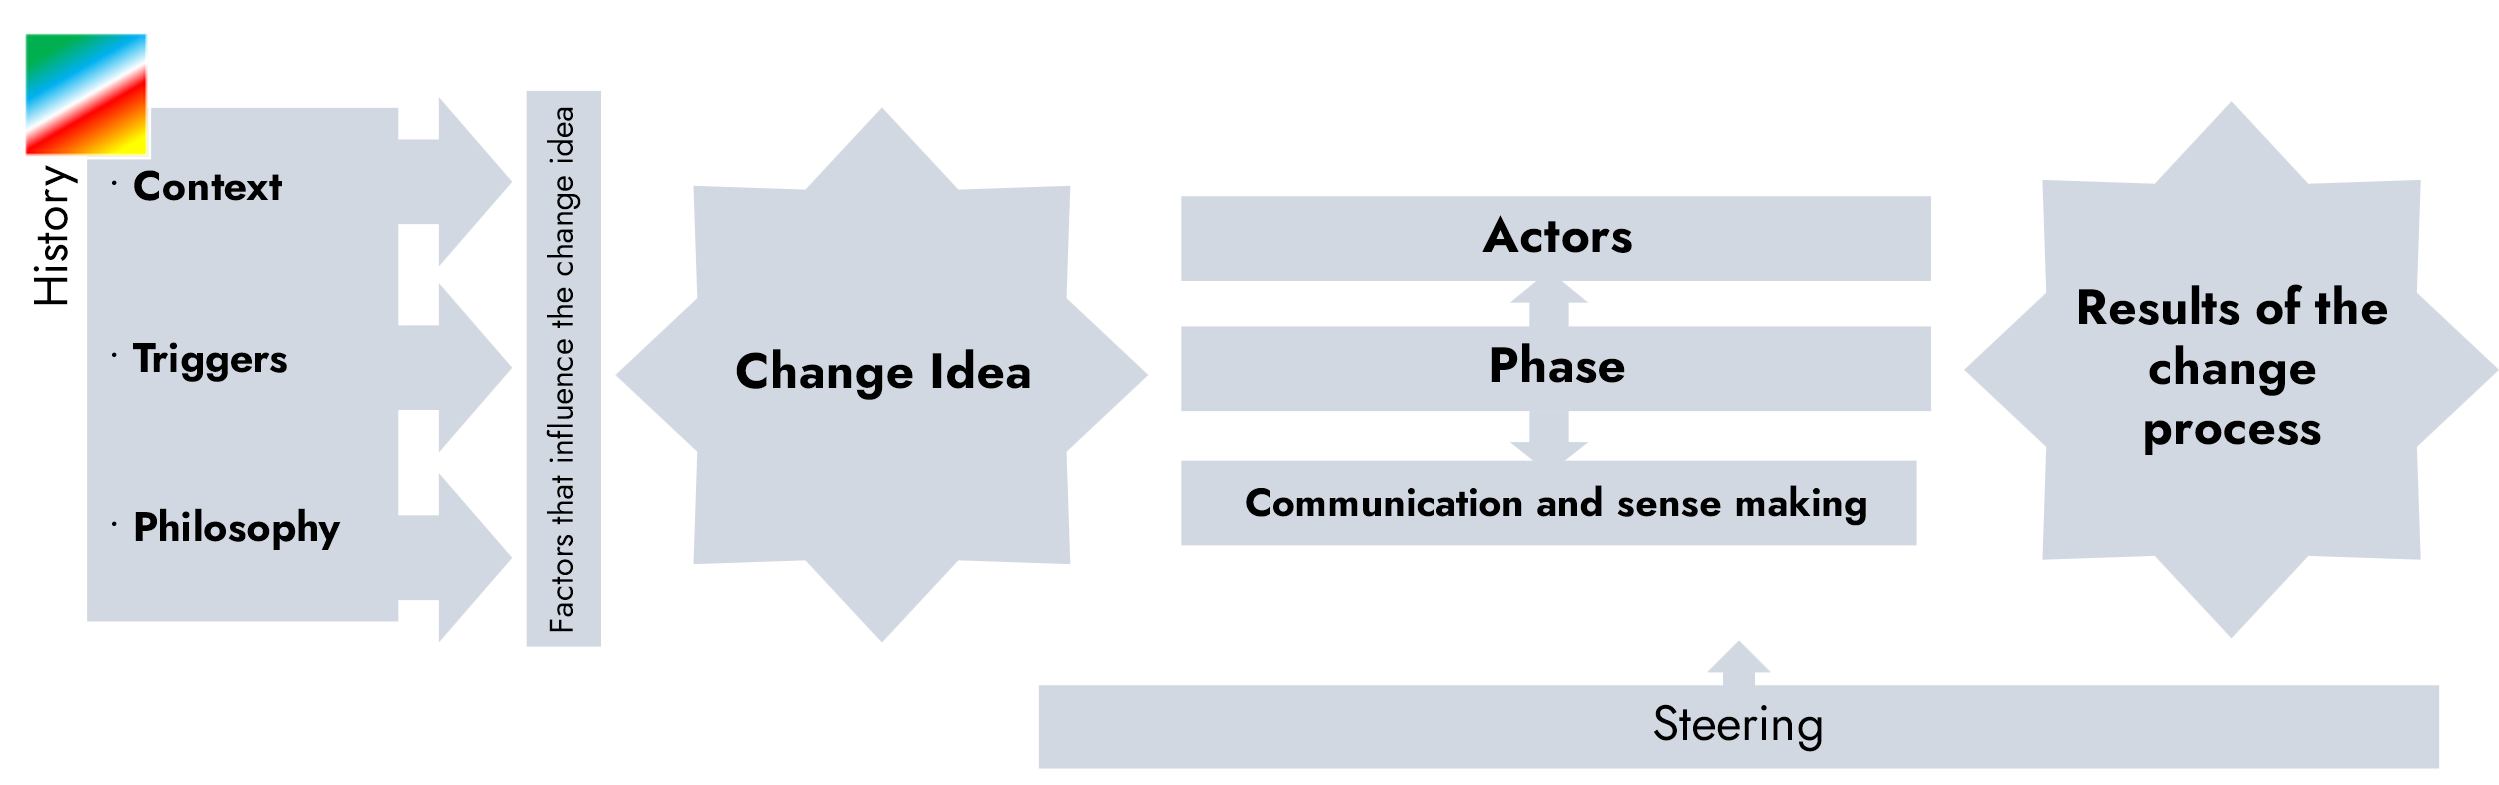 History
· Context
· Triggers
· Philosophy
Factors that influence the change idea
Change Idea
Actors
Phase
Communication and sense making
Results of the
change
process
Steering